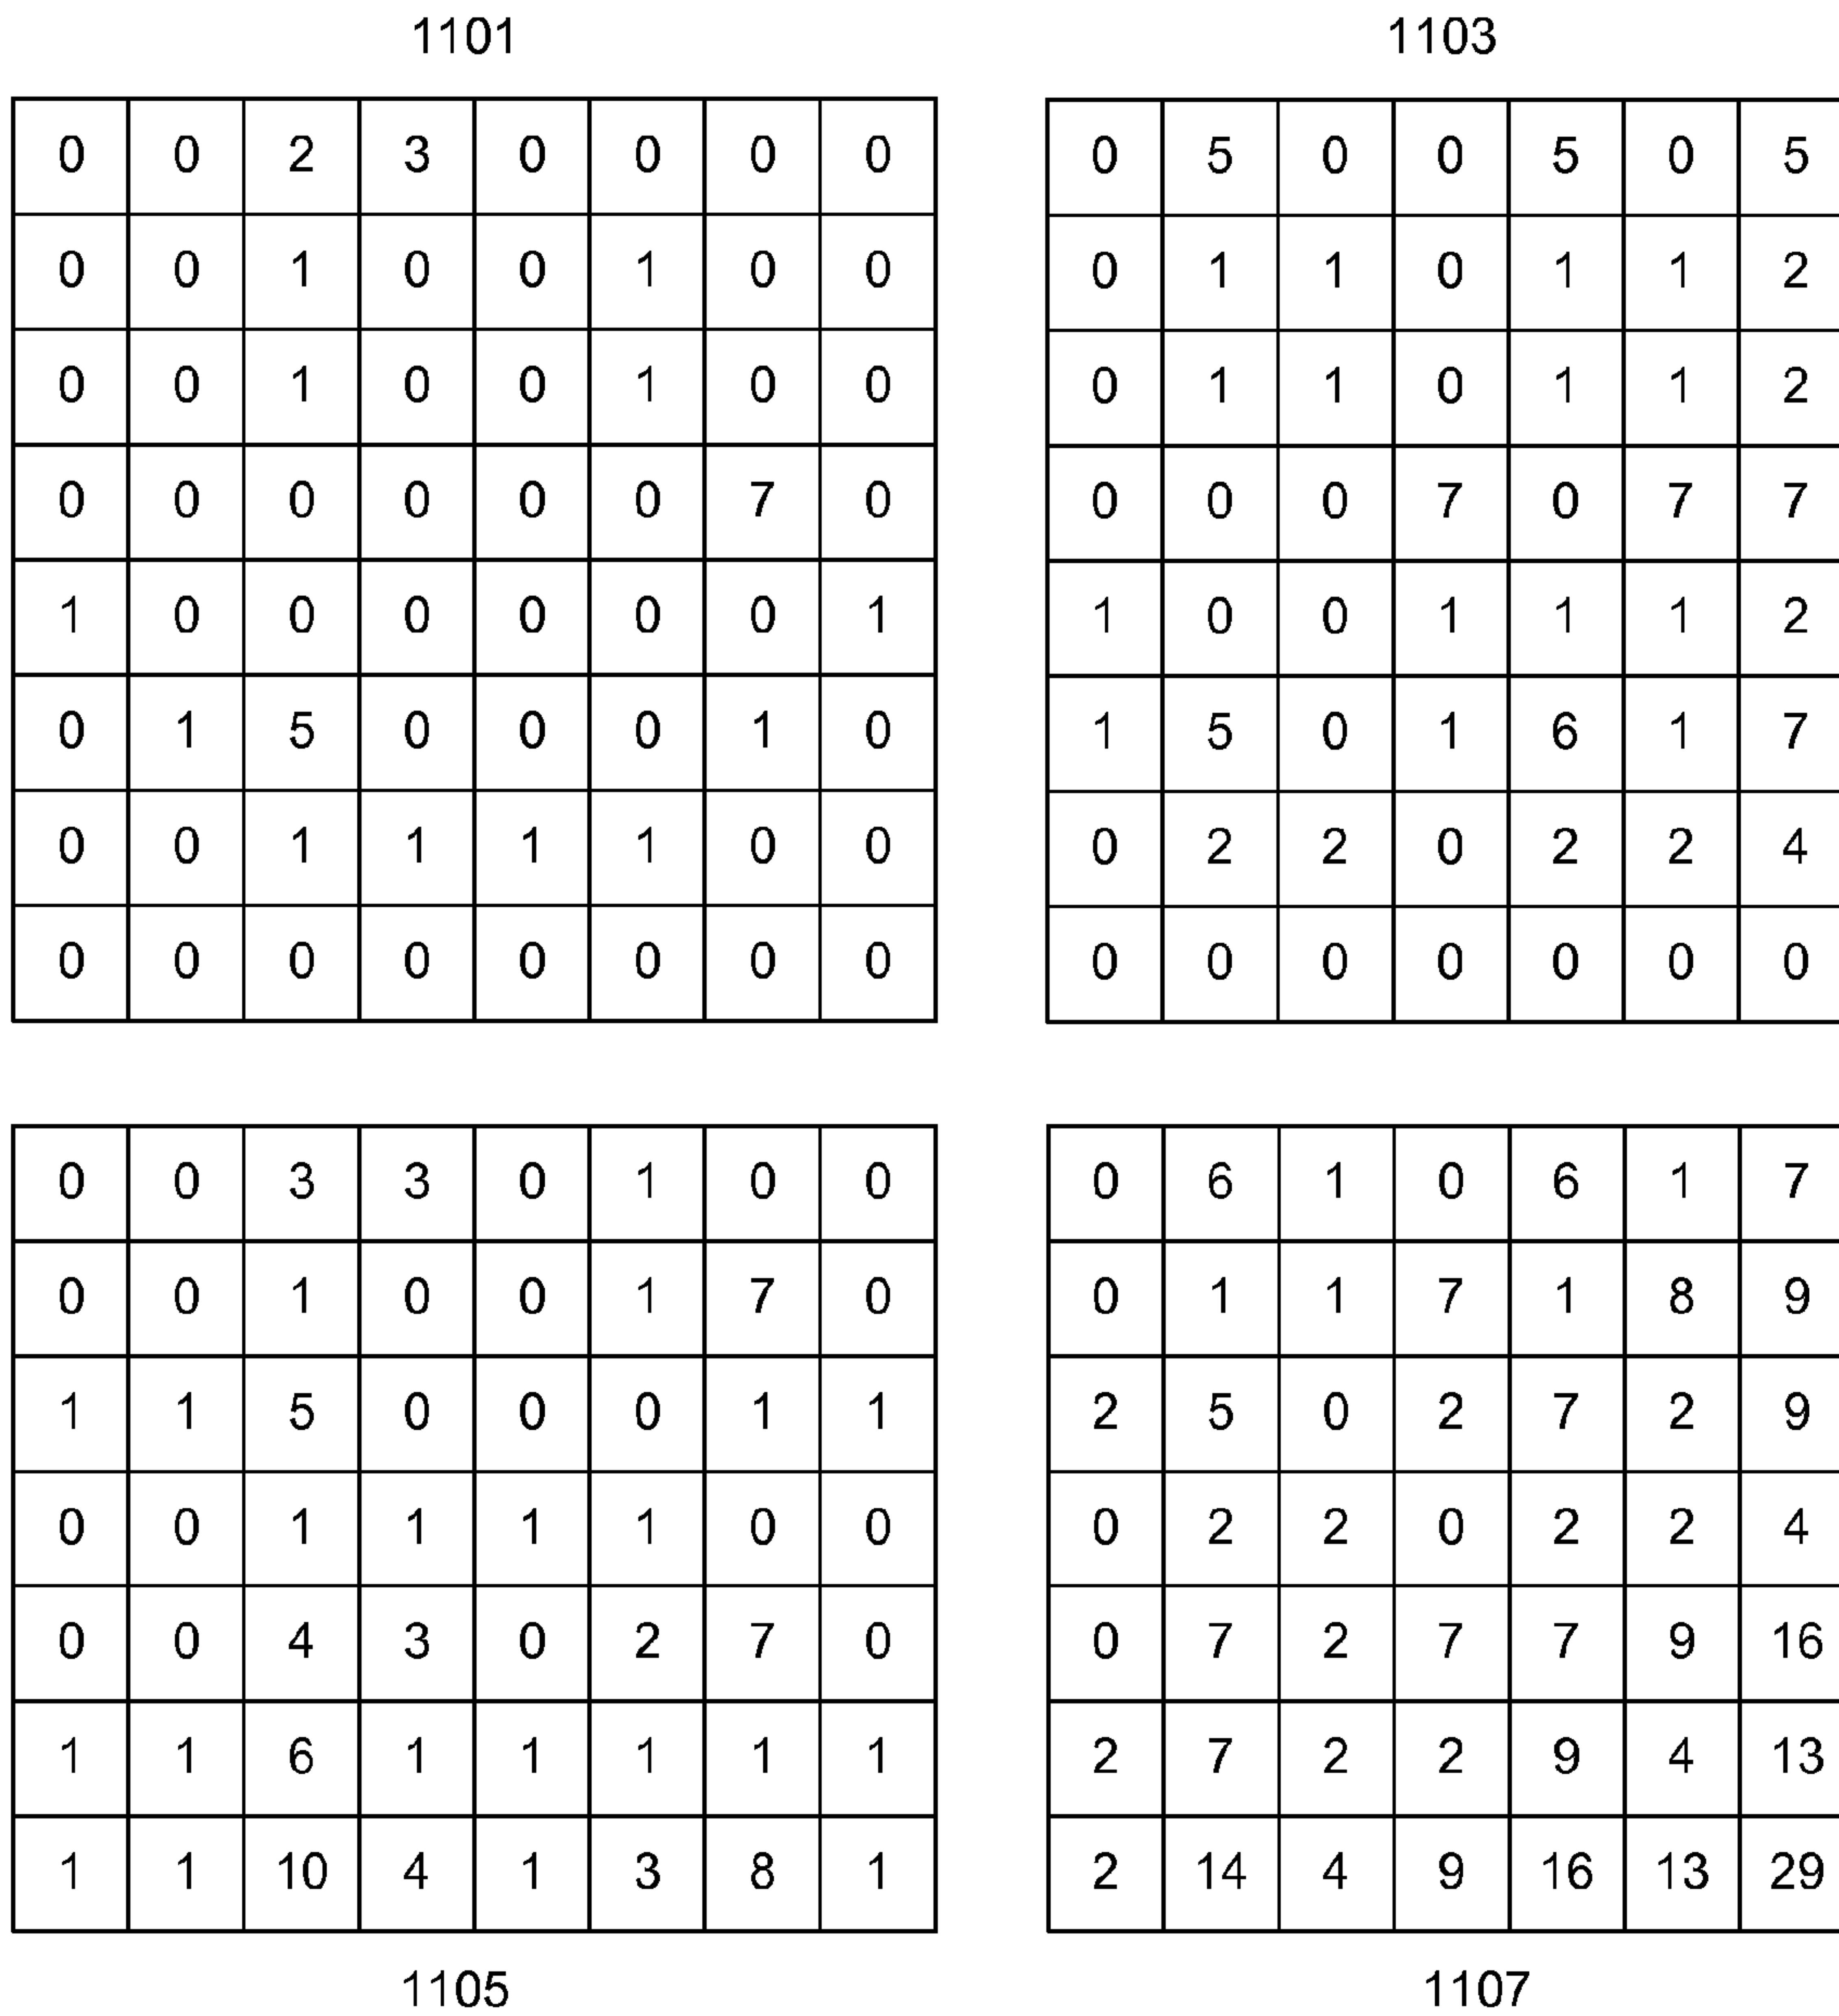 1101
0 0 2 3 0 0 0 0
0 0 1 0 0 1 0 0
0 0 1 0 0 1 0 0
0 0 0 0 0 0 7 0
1 0 0 0 0 0 0 1
0 1 5 0 0 0 1 0
0 0 1 1 1 1 0 0
0 0 0 0 0 0 0 0
1103
0 5 0 0 5 0 5
0 1 1 0 1 1 2
0 1 1 0 1 1 2
0 0 0 7 0 7 7
1 0 0 1 1 1 2
1 5 0 1 6 1 7
0 2 2 0 2 2 4
0 0 0 0 0 0 0
0 0 3 3 0 1 0 0
0 0 1 0 0 1 7 0
1 1 5 0 0 0 1 1
0 0 1 1 1 1 0 0
0 0 4 3 0 2 7 0
1 1 6 1 1 1 1 1
1 1 10 4 1 3 8 1
1105
0 6 1 0 6 1 7
0 1 1 7 1 8 9
2 5 0 2 7 2 9
0 2 2 0 2 2 4
0 7 2 7 7 9 16
2 7 2 2 9 4 13
2 14 4 9 16 13 29
1107